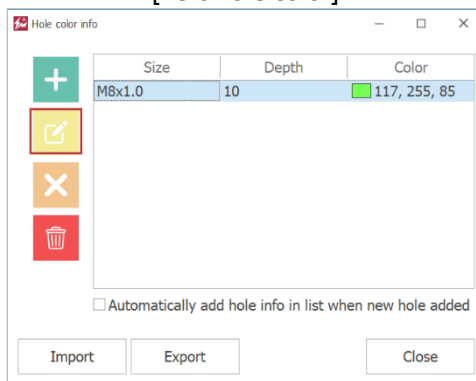 Hole color info
Size Depth Color
M8x1.0 10 117, 255, 85
Automatically add hole info in list when new hole added
Import Export Close